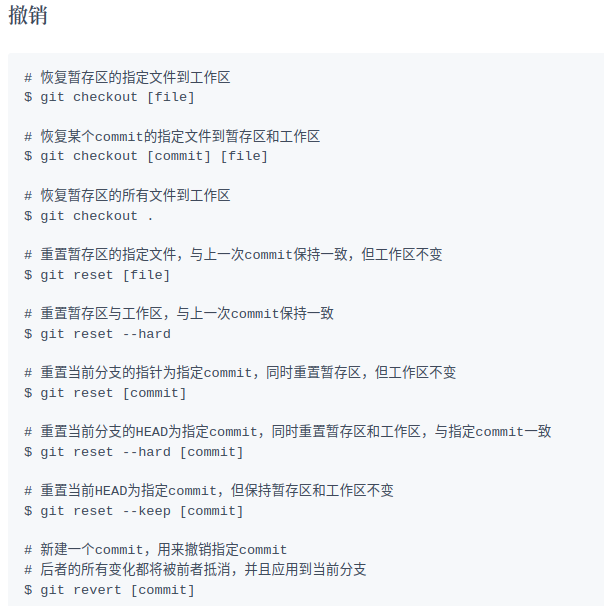 撤销
# 恢复暂存区的指定文件到工作区
$ git checkout [file]
# 恢复某个commit的指定文件到暂存区和工作区
$ git checkout [commit] [file]
# 恢复暂存区的所有文件到工作区
$ git checkout .
# 重置暂存区的指定文件，与上一次commit保持一致，但工作区不变
$ git reset [file]
# 重置暂存区与工作区，与上一次commit保持一致
$ git reset --hard
# 重置当前分支的指针为指定commit，同时重置暂存区，但工作区不变
$ git reset [commit]
# 重置当前分支的HEAD为指定commit，同时重置暂存区和工作区，与指定commit一致
$ git reset --hard [commit]
# 重置当前HEAD为指定commit，但保持暂存区和工作区不变
$ git reset --keep [commit]
# 新建一个commit，用来撤销指定commit
# 后者的所有变化都将被前者抵消，并且应用到当前分支
$ git revert [commit]